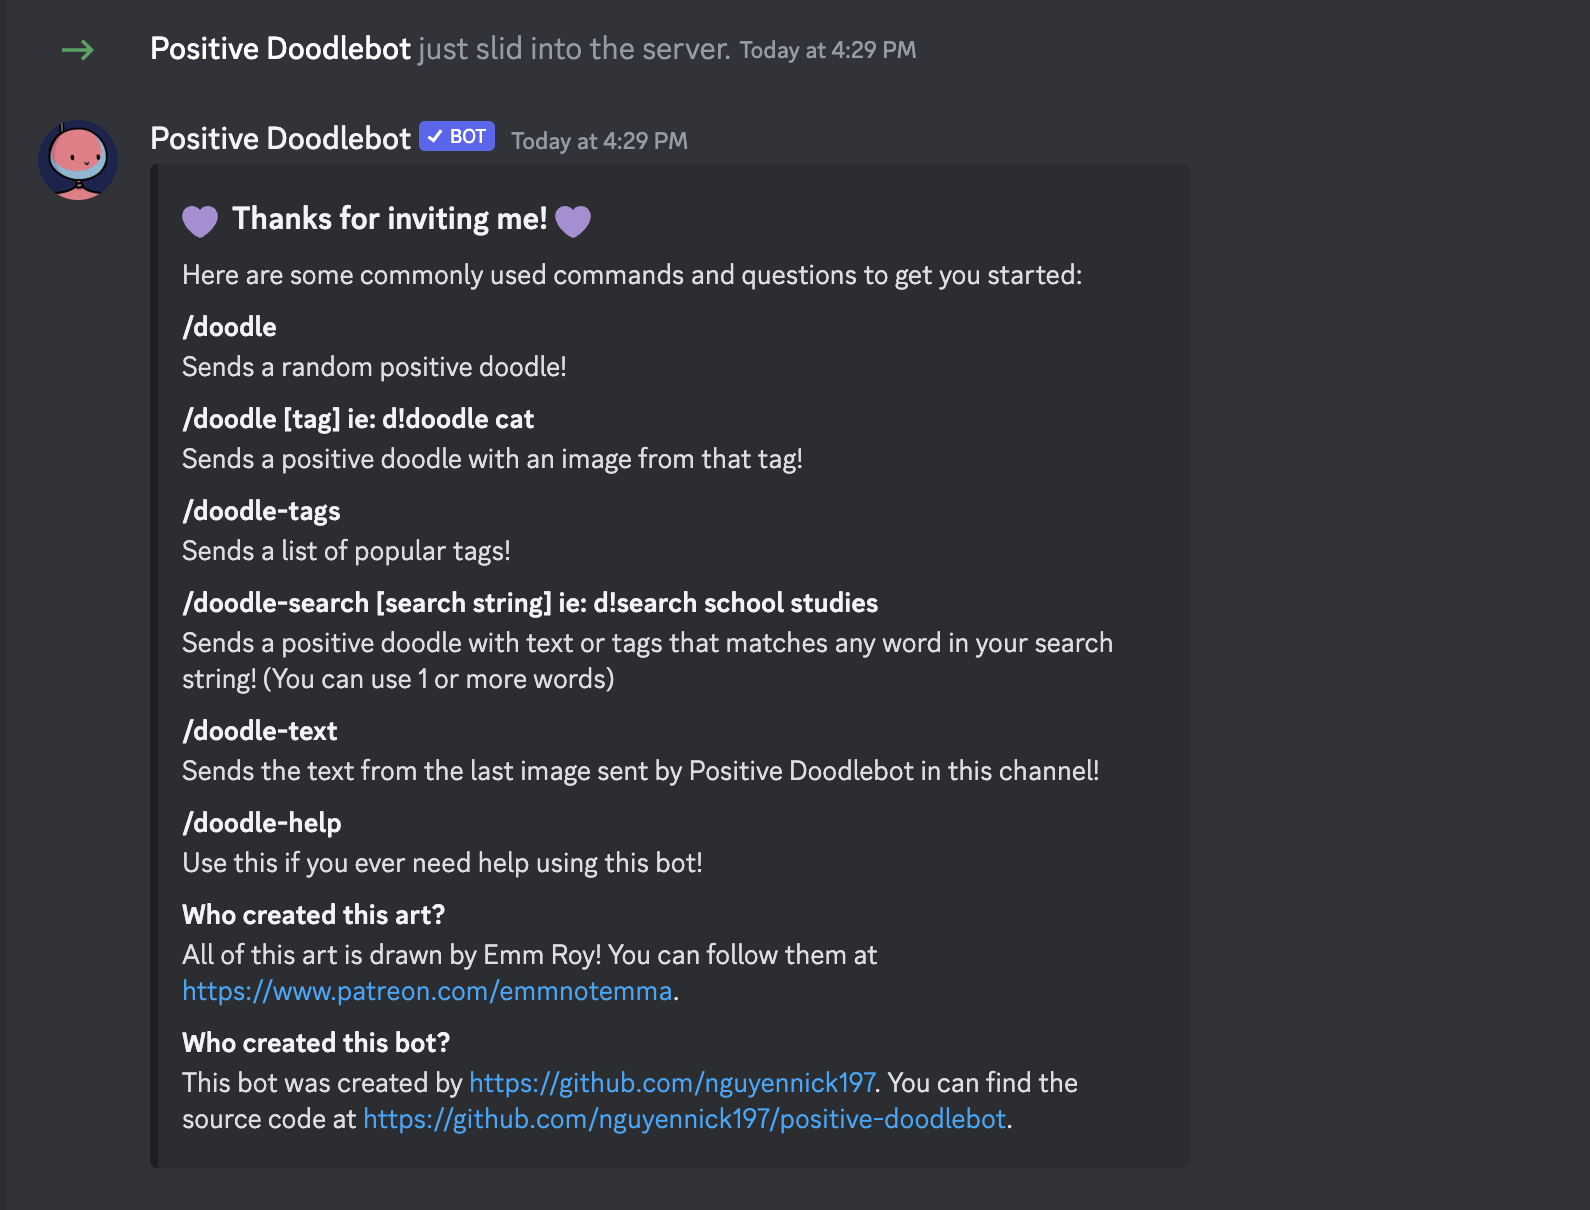 Positive Doodlebot just slid into the server. Today at 4:29 PM
Positive Doodlebot BOT Today at 4:29 PM
Thanks for inviting me!
Here are some commonly used commands and questions to get you started:
/doodle
Sends a random positive doodle!
/doodle [tag] ie: d!doodle cat
Sends a positive doodle with an image from that tag!
/doodle-tags
Sends a list of popular tags!
/doodle-search [search string] ie: d!search school studies
Sends a positive doodle with text or tags that matches any word in your search
string! (You can use 1 or more words)
/doodle-text
Sends the text from the last image sent by Positive Doodlebot in this channel!
/doodle-help
Use this if you ever need help using this bot!
Who created this art?
All of this art is drawn by Emm Roy! You can follow them at
https://www.patreon.com/emmnotemma.
Who created this bot?
This bot was created by https://github.com/nguyennick197. You can find the
source code at https://github.com/nguyennick197/positive-doodlebot.